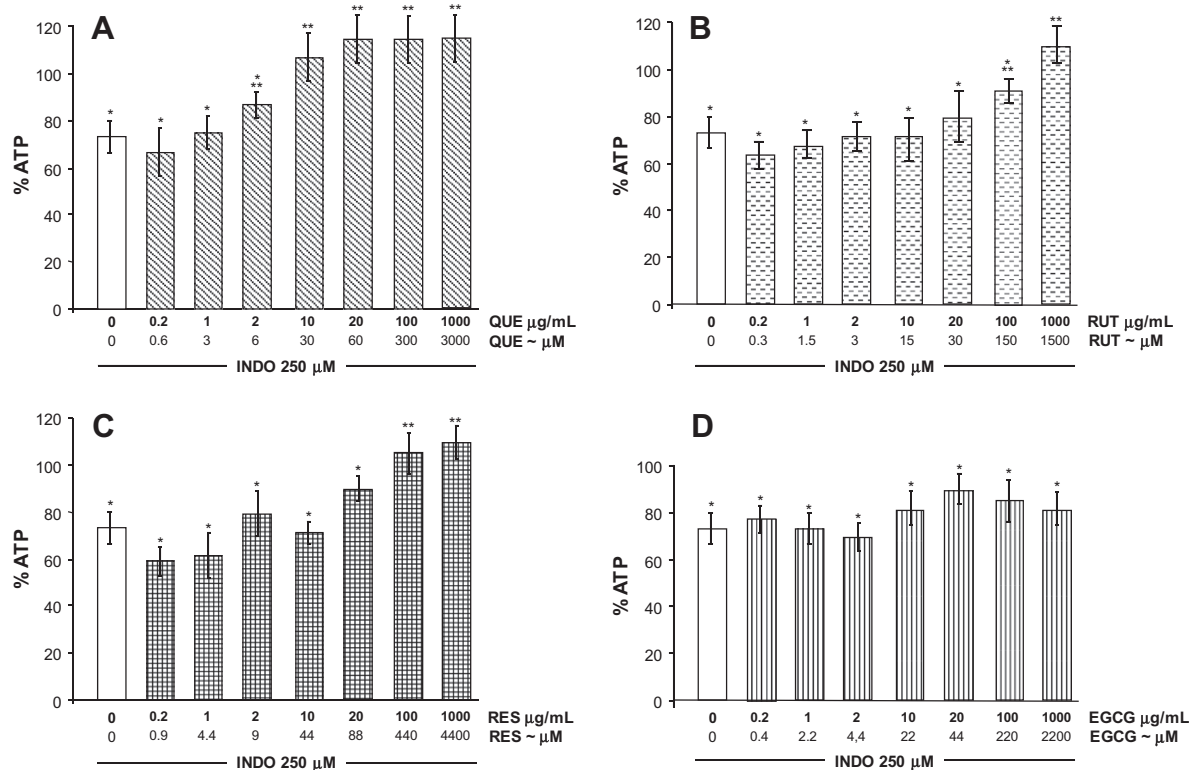 A
120
100
80
60
40
20
0
% ATP
* * * * ** ** ** ** **
0 0.2 1 2 10 20 100 1000 QUE μg/mL
0 0.6 3 6 30 60 300 3000 QUE ~ μM
INDO 250 μM
B
120
100
80
60
40
20
0
% ATP
* * * * * * * ** **
0 0.2 1 2 10 20 100 1000 RUT μg/mL
0 0.3 1.5 3 15 30 150 1500 RUT ~ μM
INDO 250 μM
C
120
100
80
60
40
20
0
% ATP
* * * * * * ** **
0 0.2 1 2 10 20 100 1000 RES μg/mL
0 0.9 4.4 9 44 88 440 4400 RES ~ μM
INDO 250 μM
D
100
80
60
40
20
0
% ATP
* * * * * * * *
0 0.2 1 2 10 20 100 1000 EGCG μg/mL
0 0.4 2.2 4,4 22 44 220 2200 EGCG ~ μM
INDO 250 μM